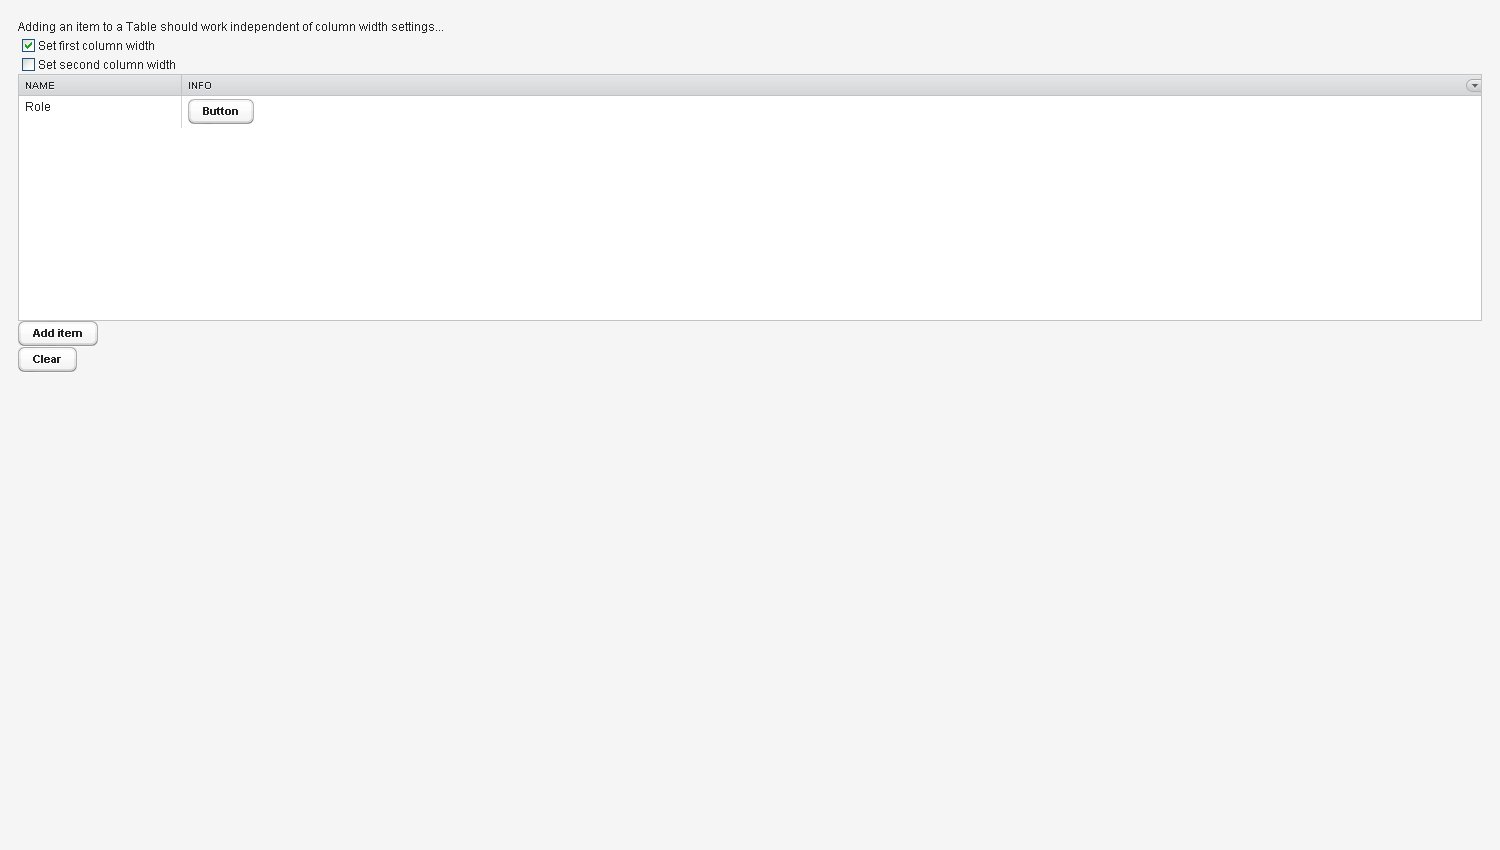 Adding an item to a Table should work independent of column width settings...
Set first column width
Set second column width
NAME INFO
Role Button
Add item
Clear